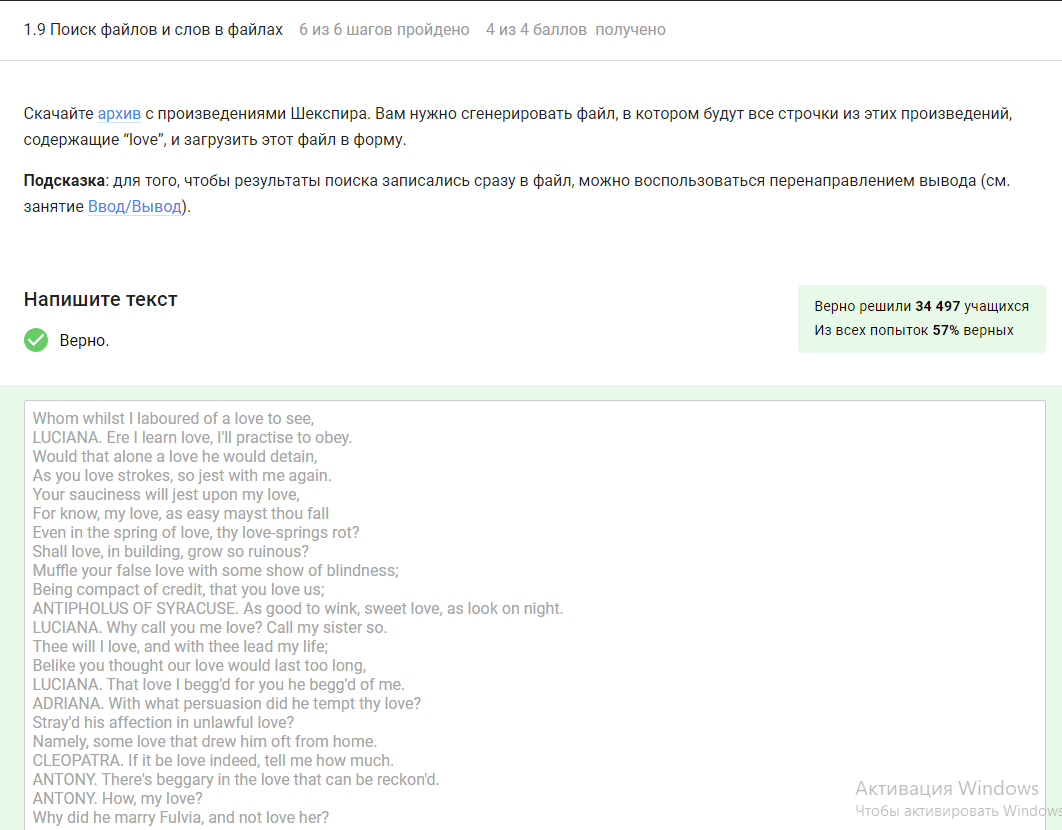 1.9 Поиск файлов и слов в файлах 6 из 6 шагов пройдено 4 из 4 баллов получено
Скачайте архив с произведениями Шекспира. Вам нужно сгенерировать файл, в котором будут все строчки из этих произведений,
содержащие “love”, и загрузить этот файл в форму.
Подсказка: для того, чтобы результаты поиска записались сразу в файл, можно воспользоваться перенаправлением вывода (см.
занятие Ввод/Вывод).
Напишите текст
Верно.
Верно решили 34 497 учащихся
Из всех попыток 57% верных
Whom whilst I laboured of a love to see,
LUCIANA. Ere I learn love, I'll practise to obey.
Would that alone a love he would detain,
As you love strokes, so jest with me again.
Your sauciness will jest upon my love,
For know, my love, as easy mayst thou fall
Even in the spring of love, thy love-springs rot?
Shall love, in building, grow so ruinous?
Muffle your false love with some show of blindness;
Being compact of credit, that you love us;
ANTIPHOLUS OF SYRACUSE. As good to wink, sweet love, as look on night.
LUCIANA. Why call you me love? Call my sister so.
Thee will I love, and with thee lead my life;
Belike you thought our love would last too long,
LUCIANA. That love I begg'd for you he begg'd of me.
ADRIANA. With what persuasion did he tempt thy love?
Stray'd his affection in unlawful love?
Namely, some love that drew him oft from home.
CLEOPATRA. If it be love indeed, tell me how much.
ANTONY. There's beggary in the love that can be reckon'd.
ANTONY. How, my love?
Why did he marry Fulvia, and not love her?
Активация Windows
Чтобы активировать Windows